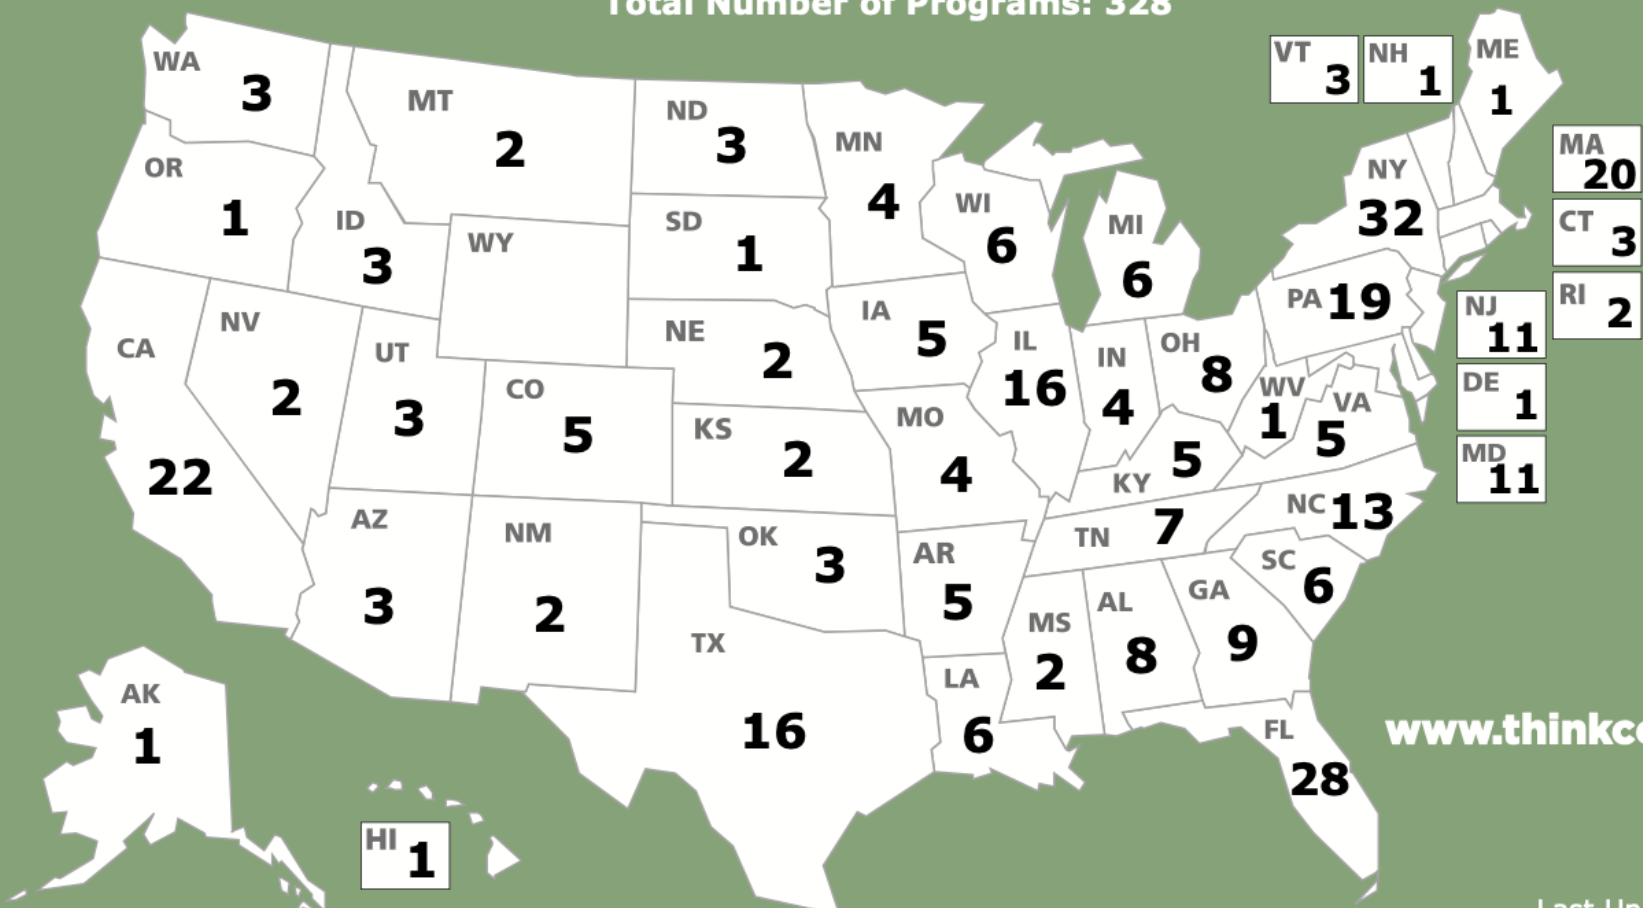 Total Number of Programs: 328
WA
3
MT
2
ND
3
MN
4
VT
3
NH
1
ME
1
OR
1
ID
3
WY
SD
1
WI
6
MI
6
NY
32
MA
20
CT
3
RI
2
CA
22
NV
2
UT
3
CO
5
NE
2
IA
5
IL
16
IN
4
OH
8
PA 19
NJ
11
DE
1
MD
11
KS
2
MO
4
KY
5
WV
1
VA
5
AZ
3
NM
2
OK
3
AR
5
TN
7
NC 13
SC
6
TX
16
LA
6
MS
2
AL
8
GA
9
FL
28
AK
1
HI
1
www.thinkc
Last